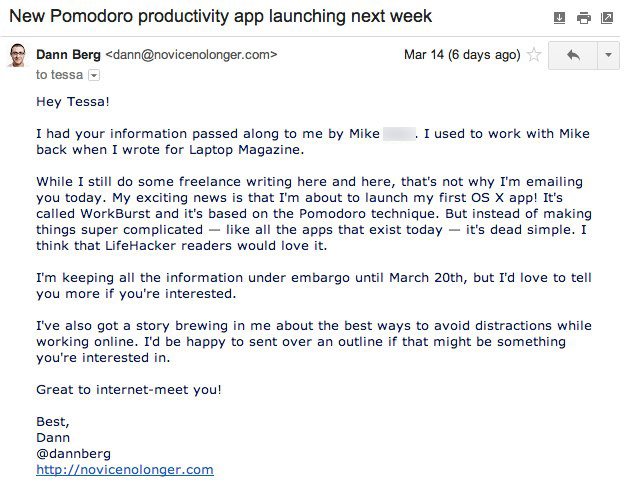 New Pomodoro productivity app launching next week
Dann Berg <dann@novicenolonger.com> Mar 14 (6 days ago)
to tessa
Hey Tessa!
I had your information passed along to me by Mike . I used to work with Mike
back when I wrote for Laptop Magazine.
While I still do some freelance writing here and here, that's not why I'm emailing
you today. My exciting news is that I'm about to launch my first OS X app! It's
called WorkBurst and it's based on the Pomodoro technique. But instead of making
things super complicated — like all the apps that exist today — it's dead simple. I
think that LifeHacker readers would love it.
I'm keeping all the information under embargo until March 20th, but I'd love to tell
you more if you're interested.
I've also got a story brewing in me about the best ways to avoid distractions while
working online. I'd be happy to sent over an outline if that might be something
you're interested in.
Great to internet-meet you!
Best,
Dann
@dannberg
http://novicenolonger.com